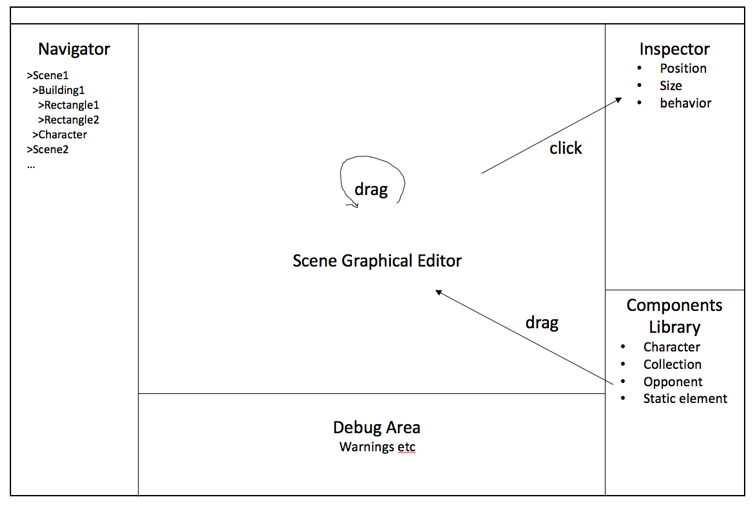 Navigator
>Scene1
>Building1
>Rectangle1
>Rectangle2
>Character
>Scene2
...
drag
click
Scene Graphical Editor
drag
Debug Area
Warnings etc
Inspector
• Position
• Size
• behavior
Components
Library
• Character
• Collection
• Opponent
• Static element